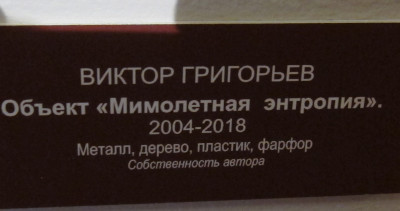 ВИКТОР ГРИГОРЬЕВ
Объект «Мимолетная энтропия».
2004-2018
Металл, дерево, пластик, фарфор
Собственность автора